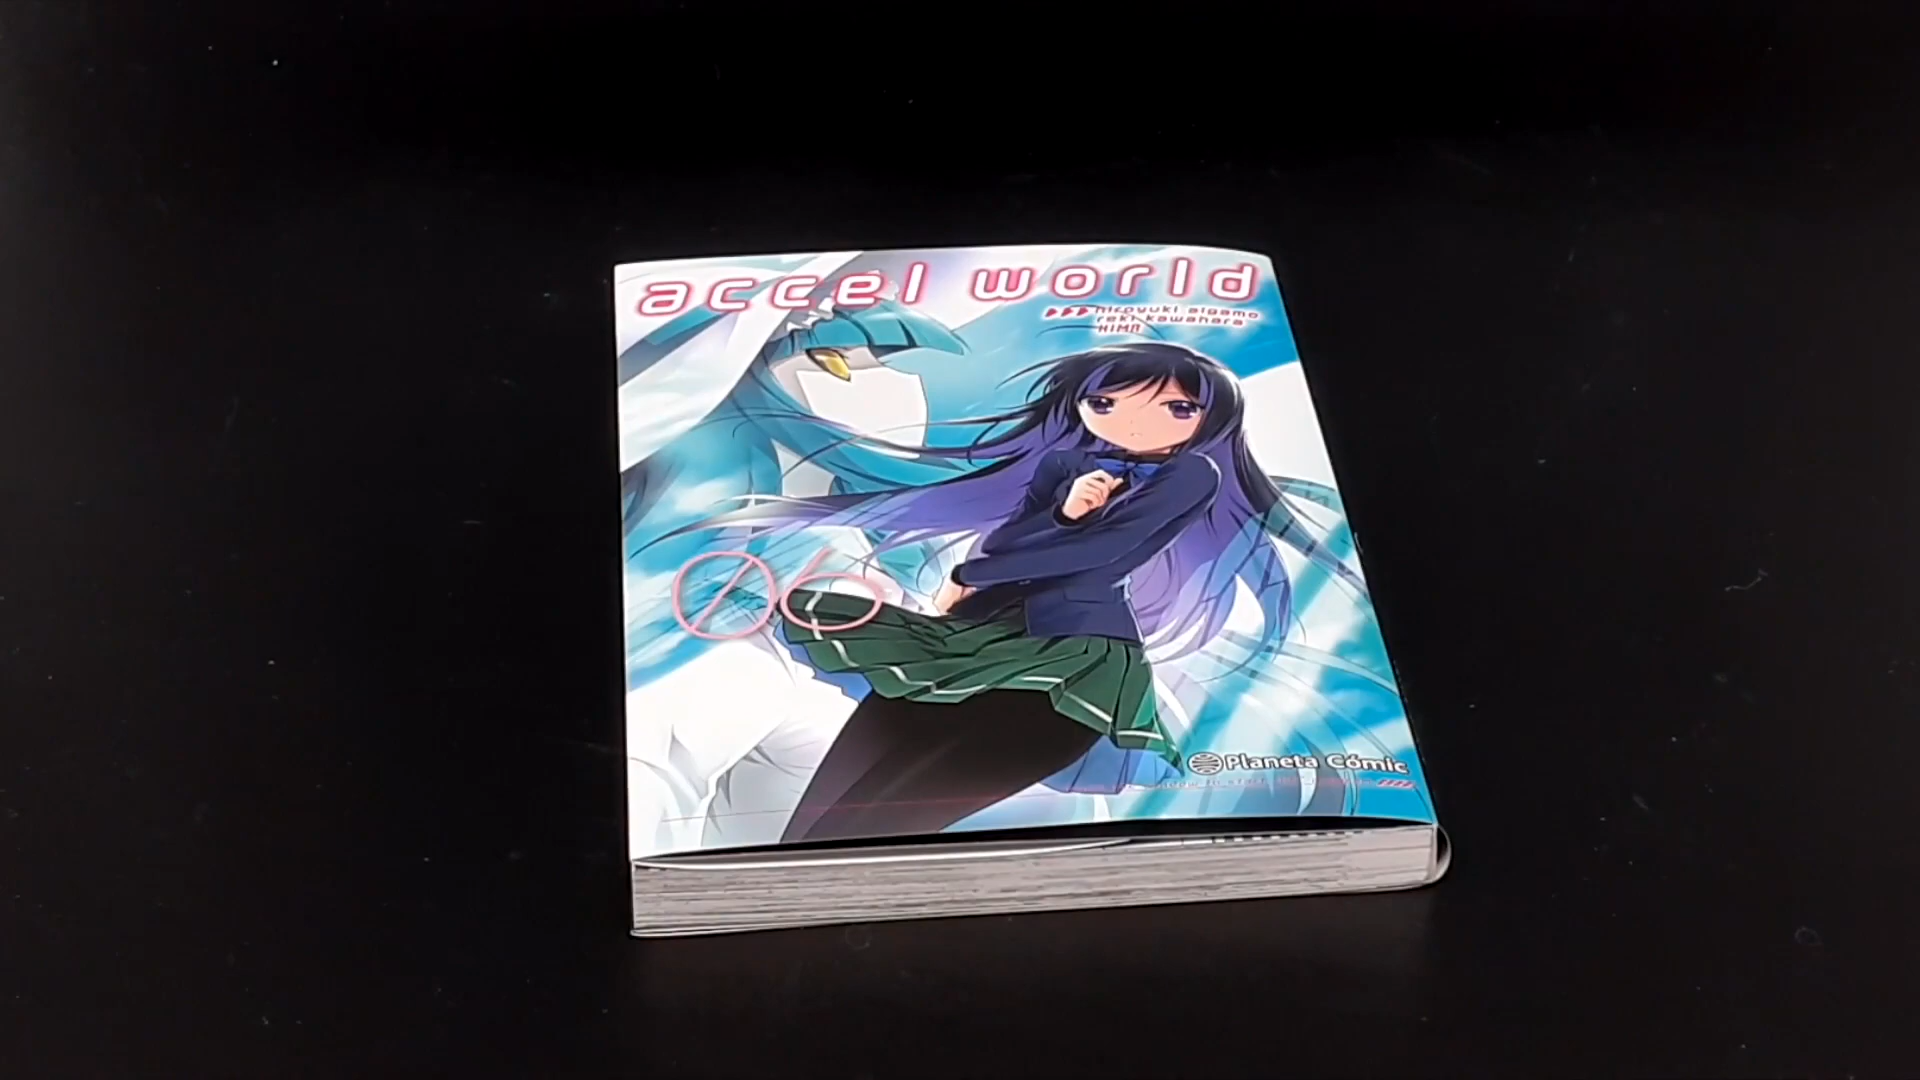 accel world
hiroyuki aigamo
reki kawahara
HIMA
06
Planeta Cómic